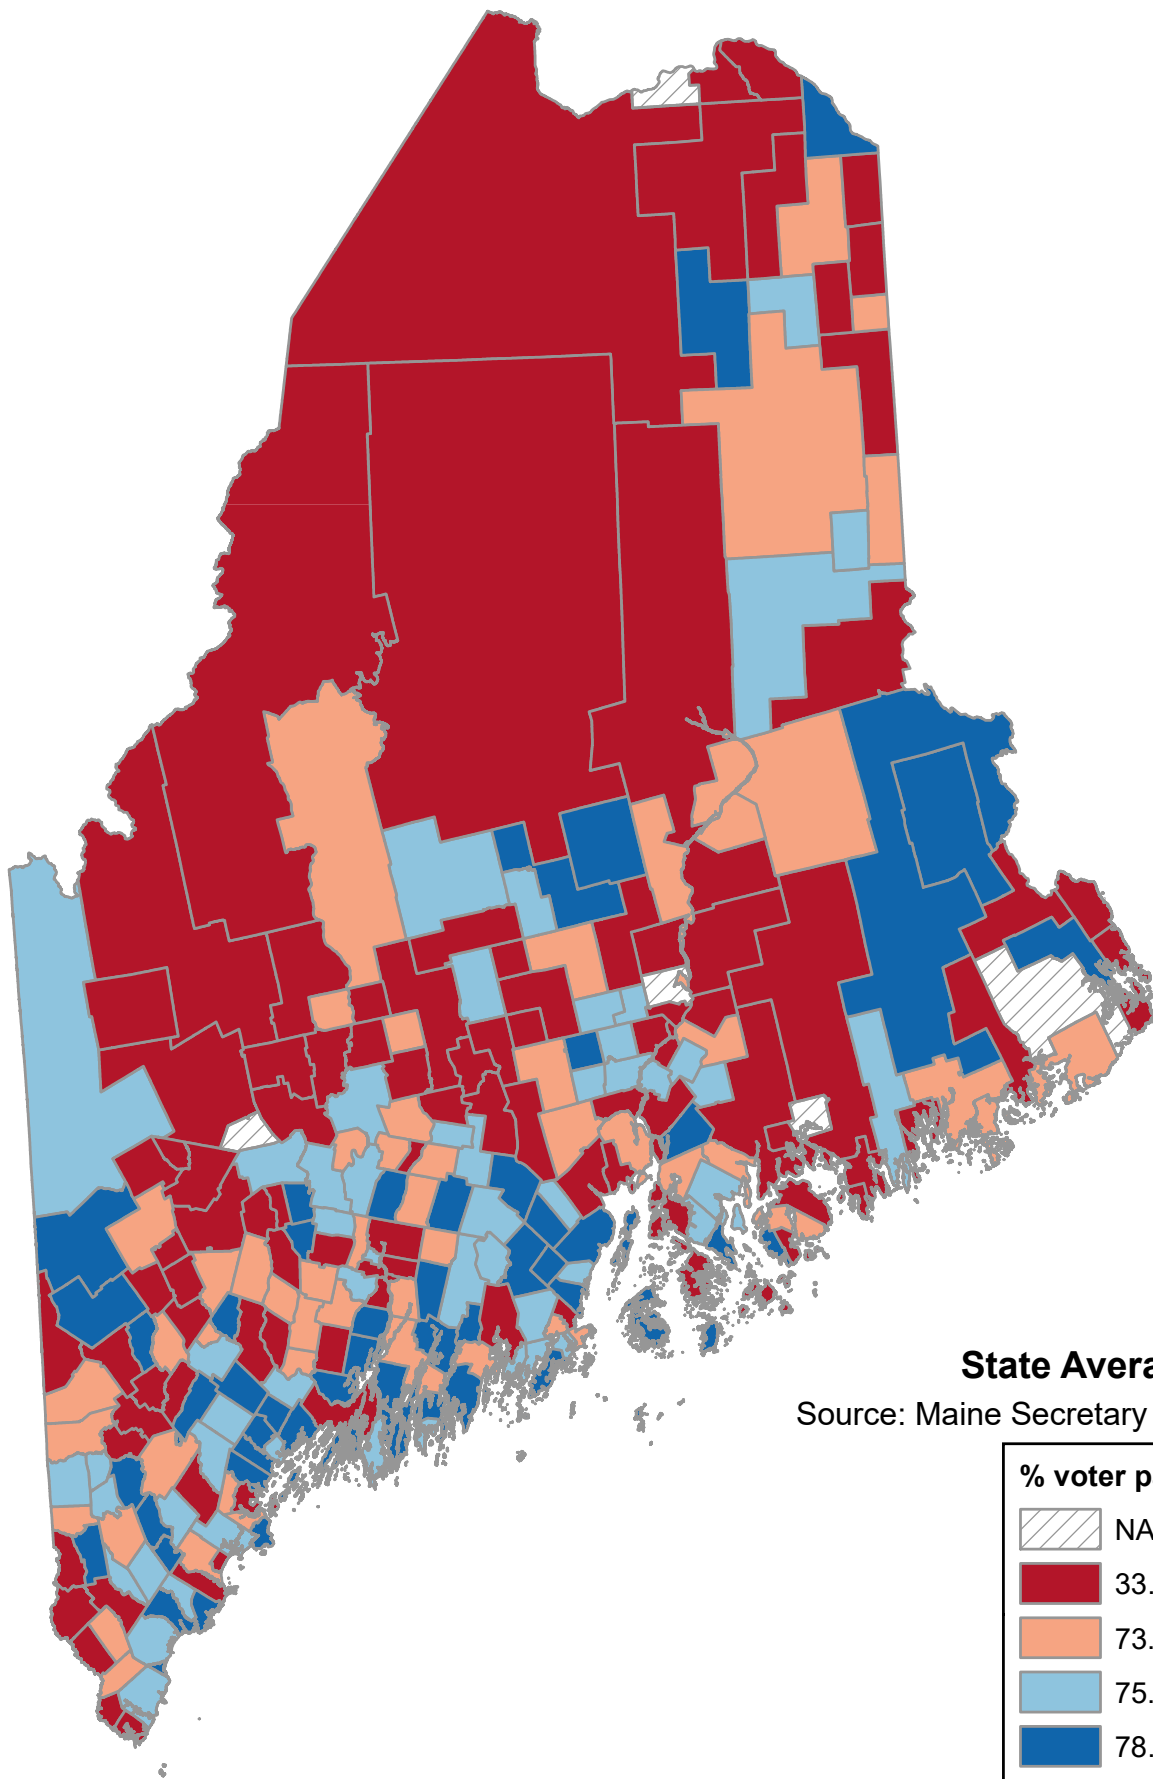 State Avera
Source: Maine Secretary
% voter p
NA
33.
73.
75.
78.